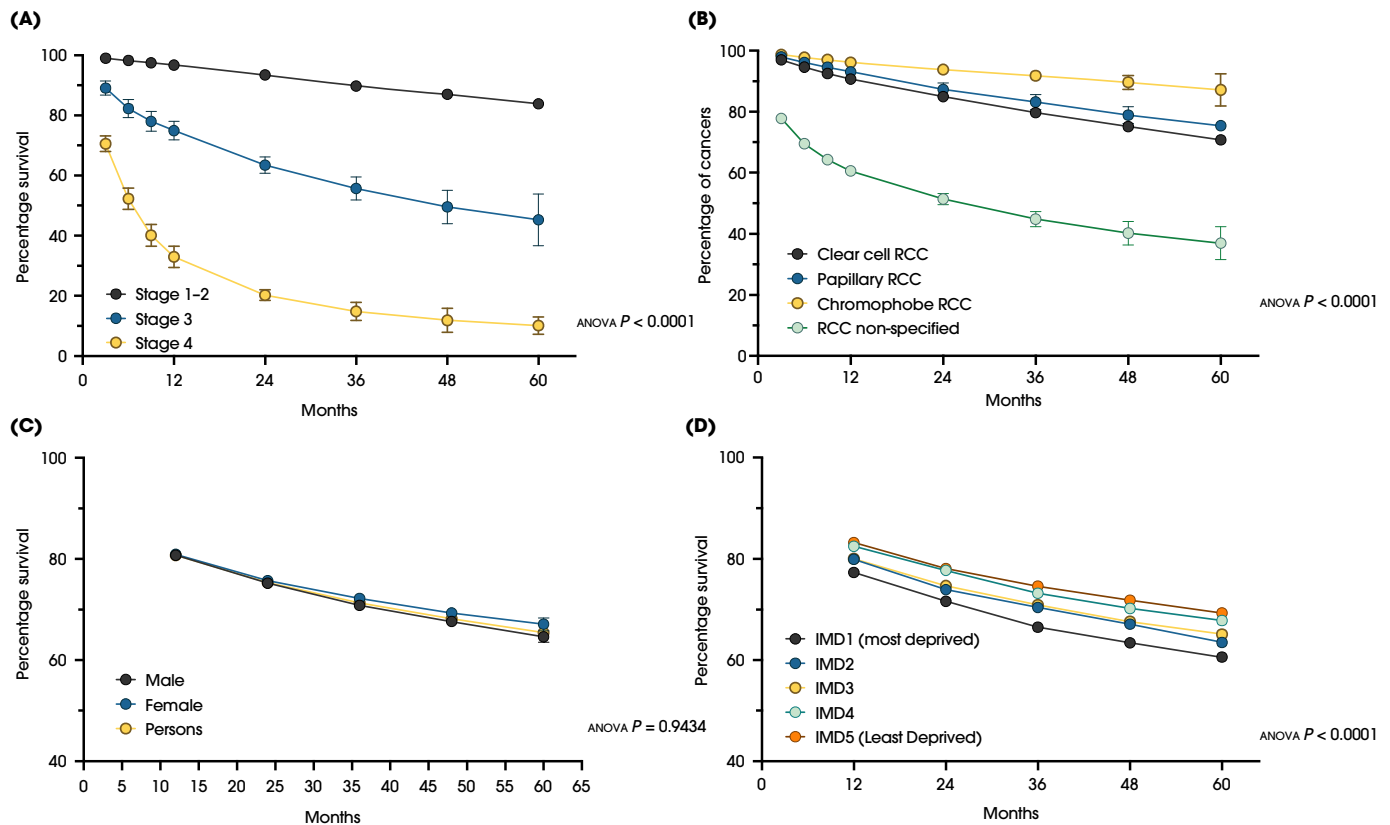 (A)
Percentage survival
100
80
60
40
20
0
Stage 1–2
Stage 3
Stage 4
ANOVA P < 0.0001
0
12
24
36
48
60
Months
(B)
Percentage of cancers
100
80
60
40
20
0
Clear cell RCC
Papillary RCC
Chromophobe RCC
RCC non-specified
ANOVA P < 0.0001
0
12
24
36
48
60
Months
(C)
Percentage survival
100
80
60
40
Male
Female
Persons
ANOVA P = 0.9434
0
5
10
15
20
25
30
35
40
45
50
55
60
65
Months
(D)
Percentage survival
100
80
60
40
IMD1 (most deprived)
IMD2
IMD3
IMD4
IMD5 (Least Deprived)
ANOVA P < 0.0001
0
12
24
36
48
60
Months